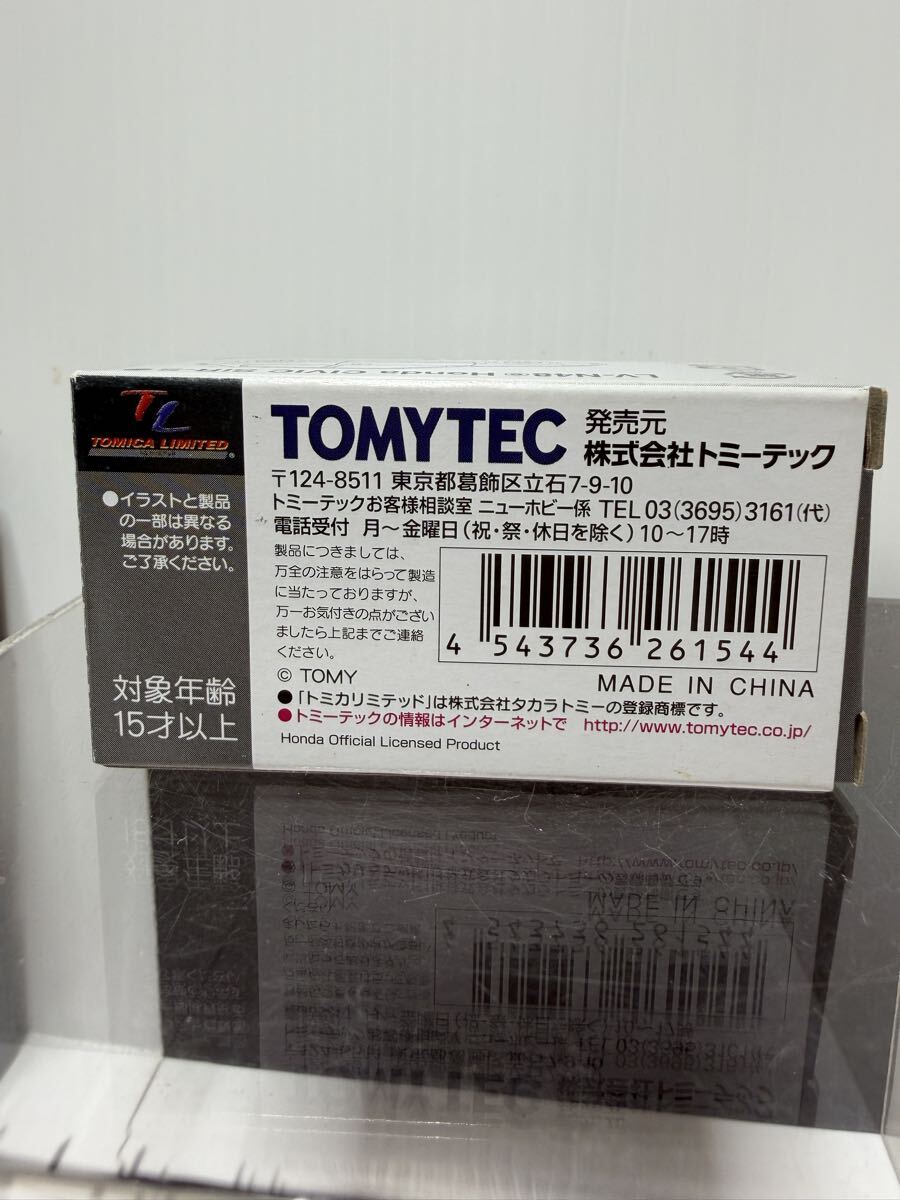 LV-N48 Honda CIVIC SiR
TL
TOMICA LIMITED
●イラストと製品
の一部は異なる
場合があります。
ご了承ください。
対象年齢
15才以上
TOMYTEC 発売元
株式会社トミーテック
〒124-8511 東京都葛飾区立石7-9-10
トミーテックお客様相談室 ニューホビー係 TEL 03(3695)3161(代)
電話受付 月〜金曜日(祝・祭・休日を除く)10〜17時
製品につきましては、
万全の注意をはらって製造
に当たっておりますが、
万一お気付きの点がござい
ましたら上記までご連絡
ください。
4 543736 261544
© TOMY
MADE IN CHINA
●「トミカリミテッド」は株式会社タカラトミーの登録商標です。
●トミーテックの情報はインターネットで http://www.tomytec.co.jp/
Honda Official Licensed Product